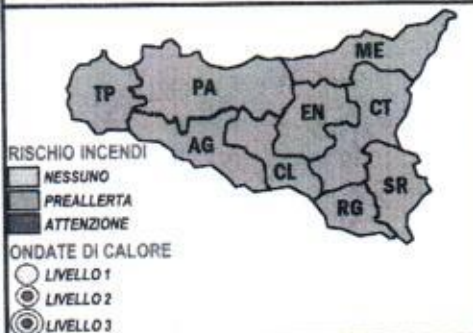 ME
TP
PA
EN
CT
AG
CL
SR
RG
RISCHIO INCENDI
NESSUNO
PREALLERTA
ATTENZIONE
ONDATE DI CALORE
LIVELLO 1
LIVELLO 2
LIVELLO 3